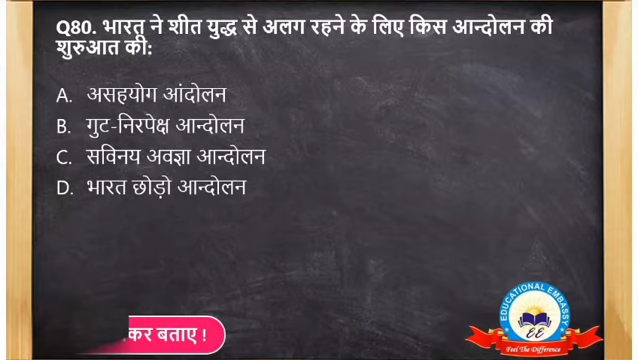 Q80. भारत ने शीत युद्ध से अलग रहने के लिए किस आन्दोलन की
शुरुआत की:
A. असहयोग आंदोलन
B. गुट-निरपेक्ष आन्दोलन
C. सविनय अवज्ञा आन्दोलन
D. भारत छोड़ो आन्दोलन
कर बताए !
EDUCATIONAL EMBASSY
EE
Feel The Difference